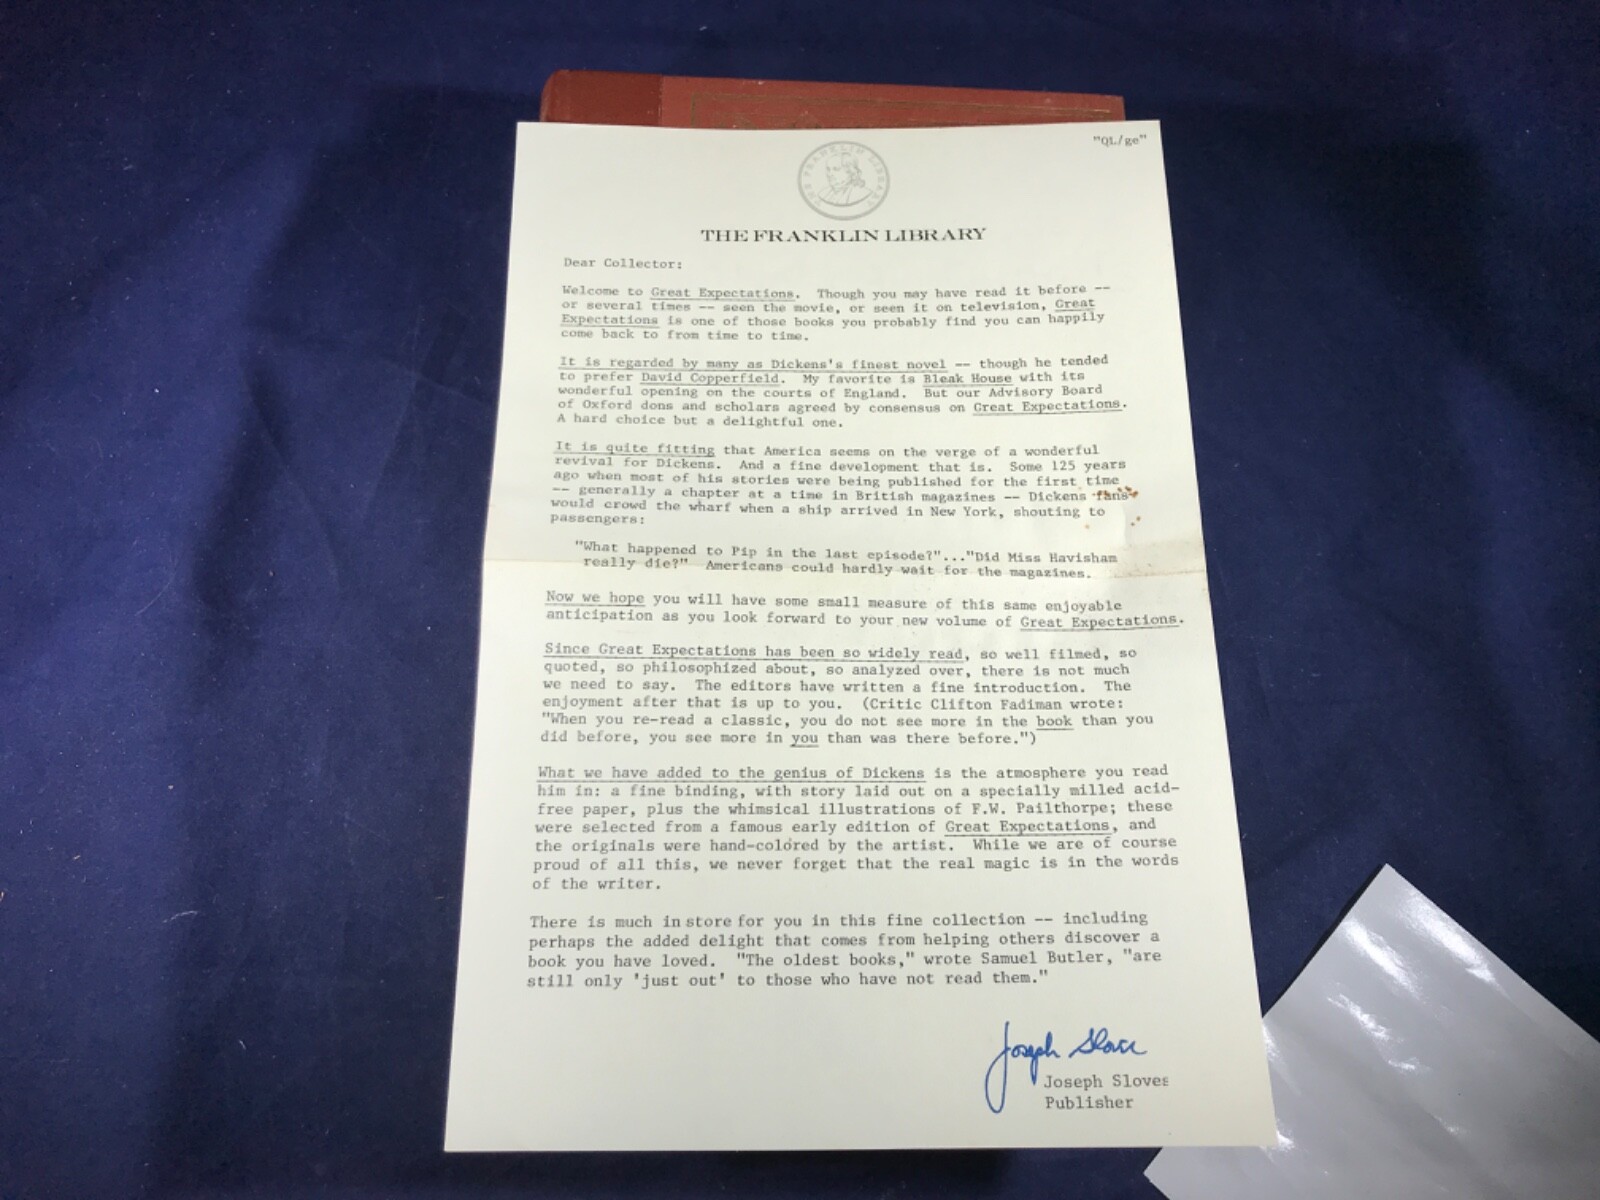 "QL/ge"
THE FRANKLIN LIBRARY
THE FRANKLIN LIBRARY
Dear Collector:
Welcome to Great Expectations. Though you may have read it before --
or several times -- seen the movie, or seen it on television, Great
Expectations is one of those books you probably find you can happily
come back to from time to time.
It is regarded by many as Dickens's finest novel -- though he tended
to prefer David Copperfield. My favorite is Bleak House with its
wonderful opening on the courts of England. But our Advisory Board
of Oxford dons and scholars agreed by consensus on Great Expectations.
A hard choice but a delightful one.
It is quite fitting that America seems on the verge of a wonderful
revival for Dickens. And a fine development that is. Some 125 years
ago when most of his stories were being published for the first time
-- generally a chapter at a time in British magazines -- Dickens fans
would crowd the wharf when a ship arrived in New York, shouting to
passengers:
"What happened to Pip in the last episode?"..."Did Miss Havisham
really die?" Americans could hardly wait for the magazines.
Now we hope you will have some small measure of this same enjoyable
anticipation as you look forward to your new volume of Great Expectations.
Since Great Expectations has been so widely read, so well filmed, so
quoted, so philosophized about, so analyzed over, there is not much
we need to say. The editors have written a fine introduction. The
enjoyment after that is up to you. (Critic Clifton Fadiman wrote:
"When you re-read a classic, you do not see more in the book than you
did before, you see more in you than was there before.")
What we have added to the genius of Dickens is the atmosphere you read
him in: a fine binding, with story laid out on a specially milled acid-
free paper, plus the whimsical illustrations of F.W. Pailthorpe; these
were selected from a famous early edition of Great Expectations, and
the originals were hand-colored by the artist. While we are of course
proud of all this, we never forget that the real magic is in the words
of the writer.
There is much in store for you in this fine collection -- including
perhaps the added delight that comes from helping others discover a
book you have loved. "The oldest books," wrote Samuel Butler, "are
still only 'just out' to those who have not read them."
Joseph Sloves
Joseph Sloves
Publisher